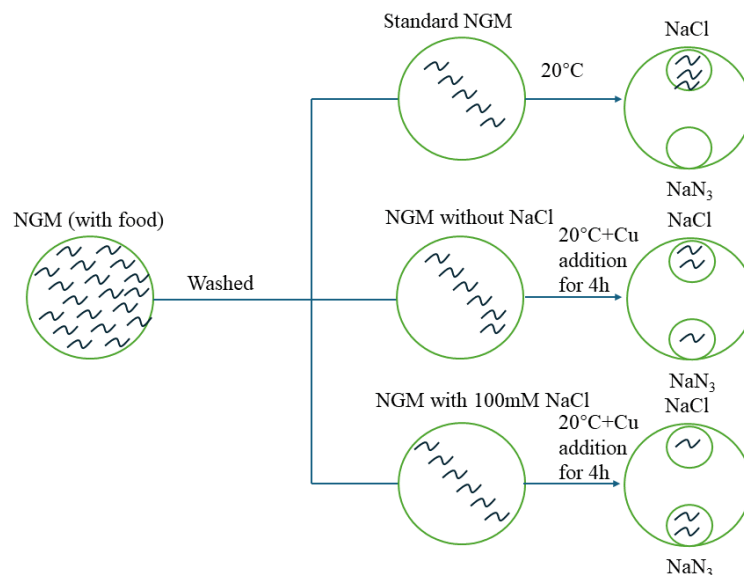 Standard NGM
NaCl
20°C
NaN₃
NGM (with food)
Washed
NGM without NaCl
20°C+Cu
addition
for 4h
NaCl
NaN₃
NGM with 100mM NaCl
20°C+Cu
addition
for 4h
NaCl
NaN₃